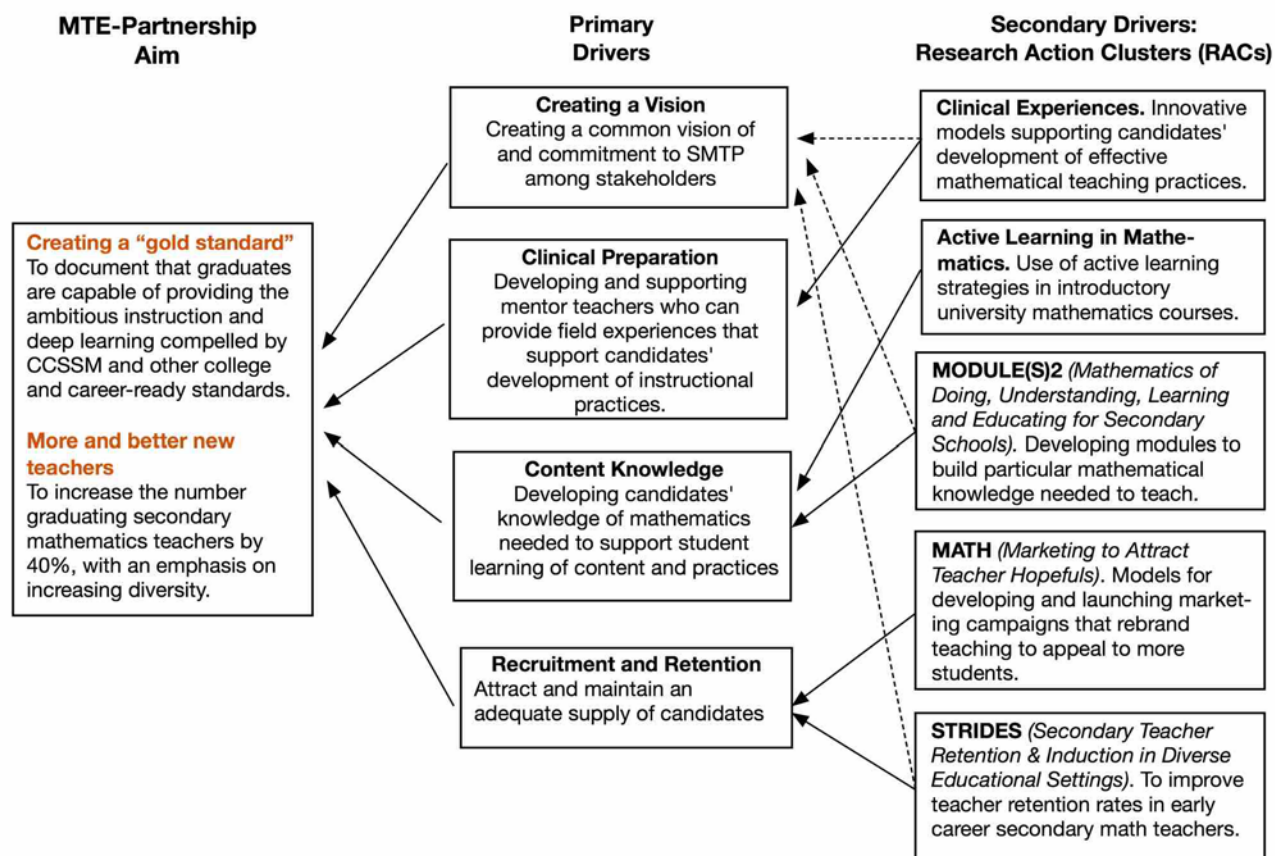 MTE-Partnership
Aim
Primary
Drivers
Secondary Drivers:
Research Action Clusters (RACs)
Creating a “gold standard”
To document that graduates
are capable of providing the
ambitious instruction and
deep learning compelled by
CCSSM and other college
and career-ready standards.
More and better new
teachers
To increase the number
graduating secondary
mathematics teachers by
40%, with an emphasis on
increasing diversity.
Creating a Vision
Creating a common vision of
and commitment to SMTP
among stakeholders
Clinical Preparation
Developing and supporting
mentor teachers who can
provide field experiences that
support candidates'
development of instructional
practices.
Content Knowledge
Developing candidates'
knowledge of mathematics
needed to support student
learning of content and practices
Recruitment and Retention
Attract and maintain an
adequate supply of candidates
Clinical Experiences. Innovative
models supporting candidates'
development of effective
mathematical teaching practices.
Active Learning in Mathe-
matics. Use of active learning
strategies in introductory
university mathematics courses.
MODULE(S)2 (Mathematics of
Doing, Understanding, Learning
and Educating for Secondary
Schools). Developing modules to
build particular mathematical
knowledge needed to teach.
MATH (Marketing to Attract
Teacher Hopefuls). Models for
developing and launching market-
ing campaigns that rebrand
teaching to appeal to more
students.
STRIDES (Secondary Teacher
Retention & Induction in Diverse
Educational Settings). To improve
teacher retention rates in early
career secondary math teachers.